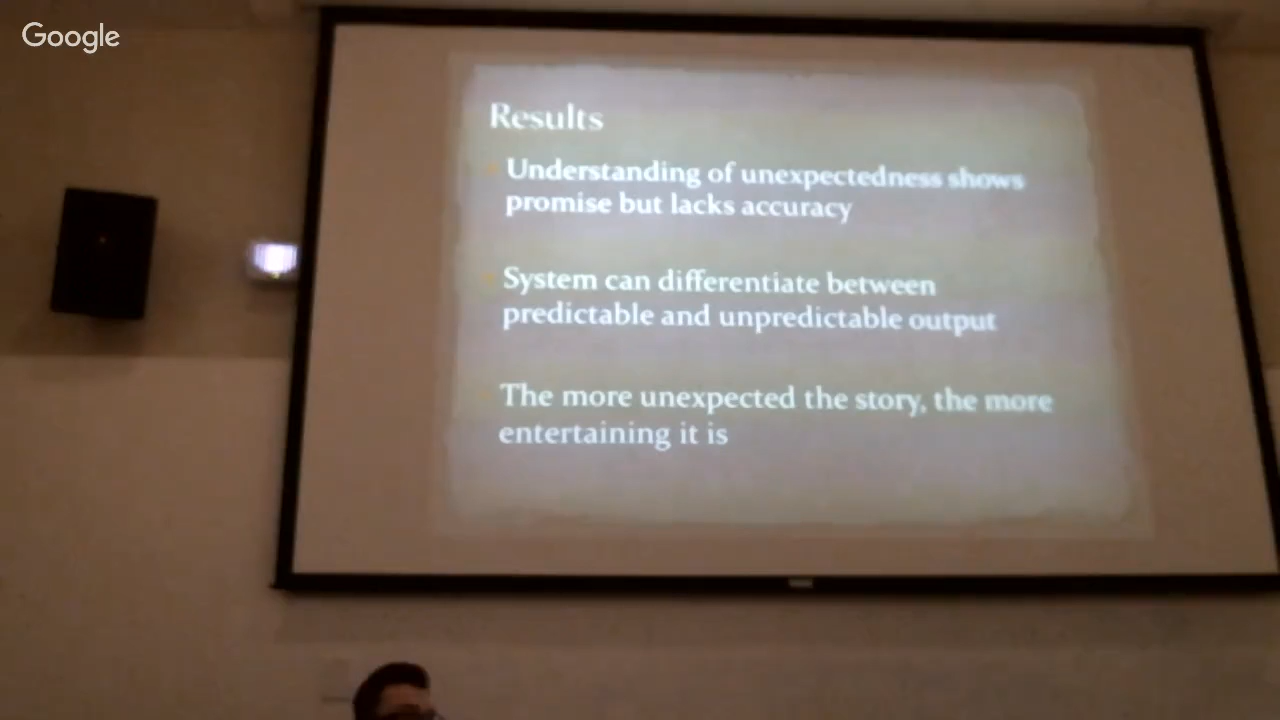 Google
Results
Understanding of unexpectedness shows
promise but lacks accuracy
System can differentiate between
predictable and unpredictable output
The more unexpected the story, the more
entertaining it is